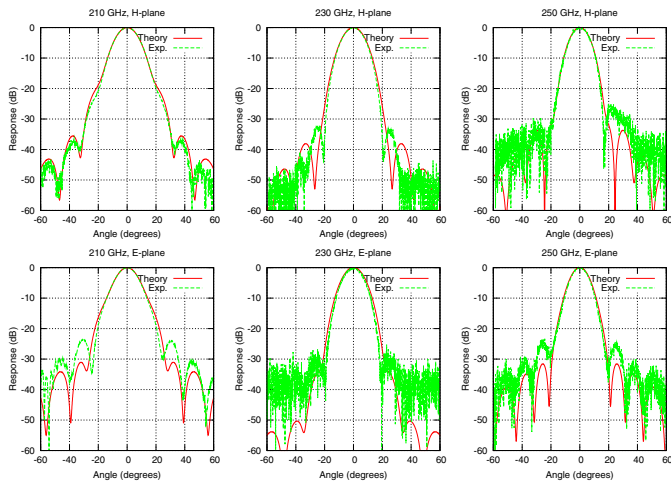 210 GHz, H-plane
Response (dB)
0
-10
-20
-30
-40
-50
-60
-60 -40 -20 0 20 40 60
Angle (degrees)
Theory
Exp.
230 GHz, H-plane
Response (dB)
0
-10
-20
-30
-40
-50
-60
-60 -40 -20 0 20 40 60
Angle (degrees)
Theory
Exp.
250 GHz, H-plane
Response (dB)
0
-10
-20
-30
-40
-50
-60
-60 -40 -20 0 20 40 60
Angle (degrees)
Theory
Exp.
210 GHz, E-plane
Response (dB)
0
-10
-20
-30
-40
-50
-60
-60 -40 -20 0 20 40 60
Angle (degrees)
Theory
Exp.
230 GHz, E-plane
Response (dB)
0
-10
-20
-30
-40
-50
-60
-60 -40 -20 0 20 40 60
Angle (degrees)
Theory
Exp.
250 GHz, E-plane
Response (dB)
0
-10
-20
-30
-40
-50
-60
-60 -40 -20 0 20 40 60
Angle (degrees)
Theory
Exp.